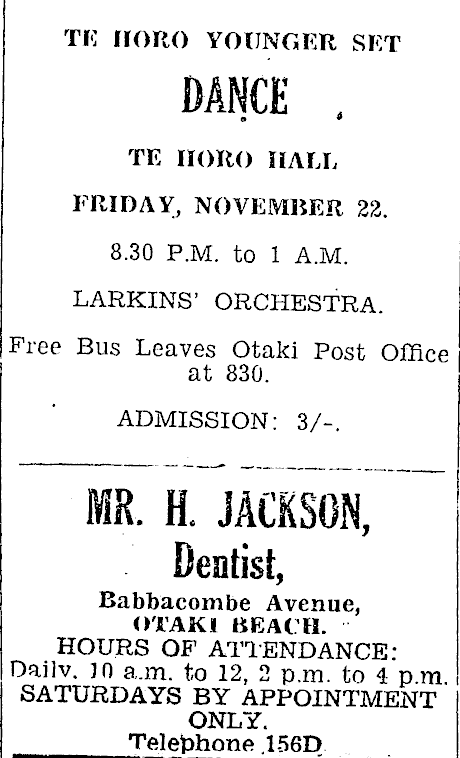 TE HORO YOUNGER SET
DANCE
TE HORO HALL
FRIDAY, NOVEMBER 22.
8.30 P.M. to 1 A.M.
LARKINS' ORCHESTRA.
Free Bus Leaves Otaki Post Office
at 830.
ADMISSION: 3/-.
MR. H. JACKSON,
Dentist,
Babbacombe Avenue,
OTAKI BEACH.
HOURS OF ATTENDANCE:
Daily. 10 a.m. to 12, 2 p.m. to 4 p.m.
SATURDAYS BY APPOINTMENT
ONLY.
Telephone 156D